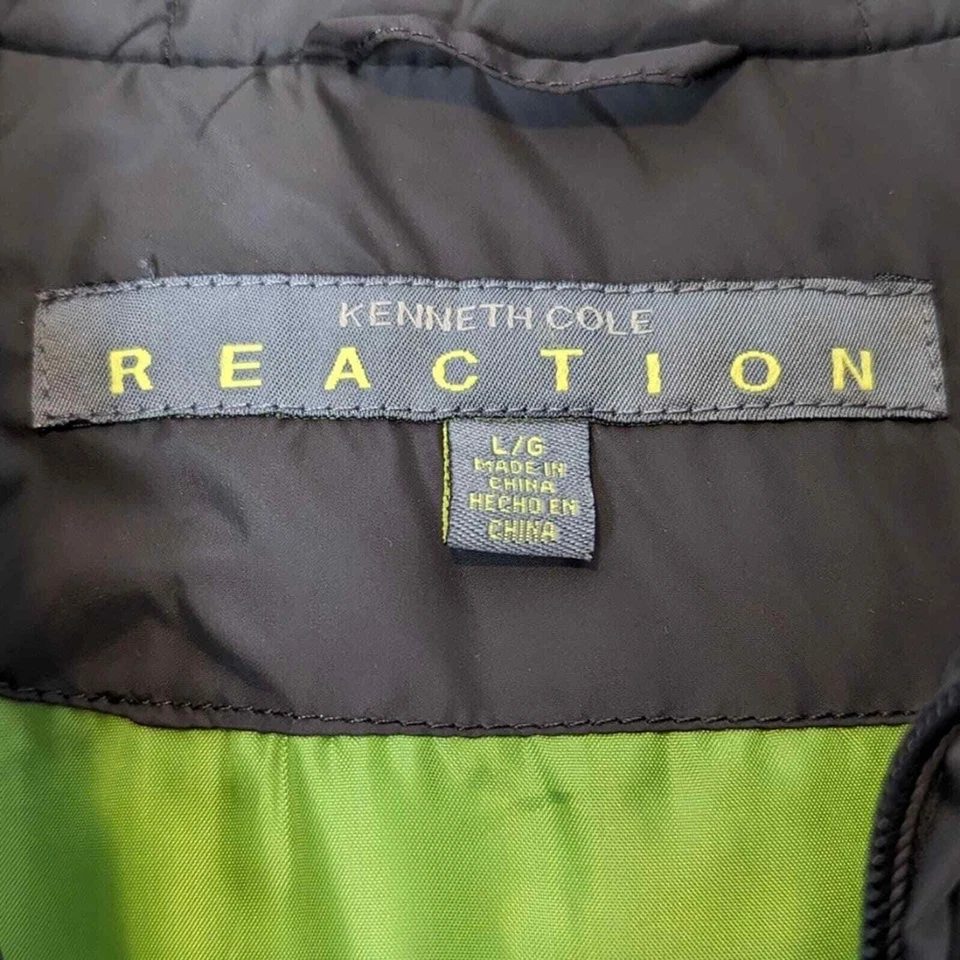 KENNETH COLE
REACTION
L/G
MADE IN
CHINA
HECHO EN
CHINA